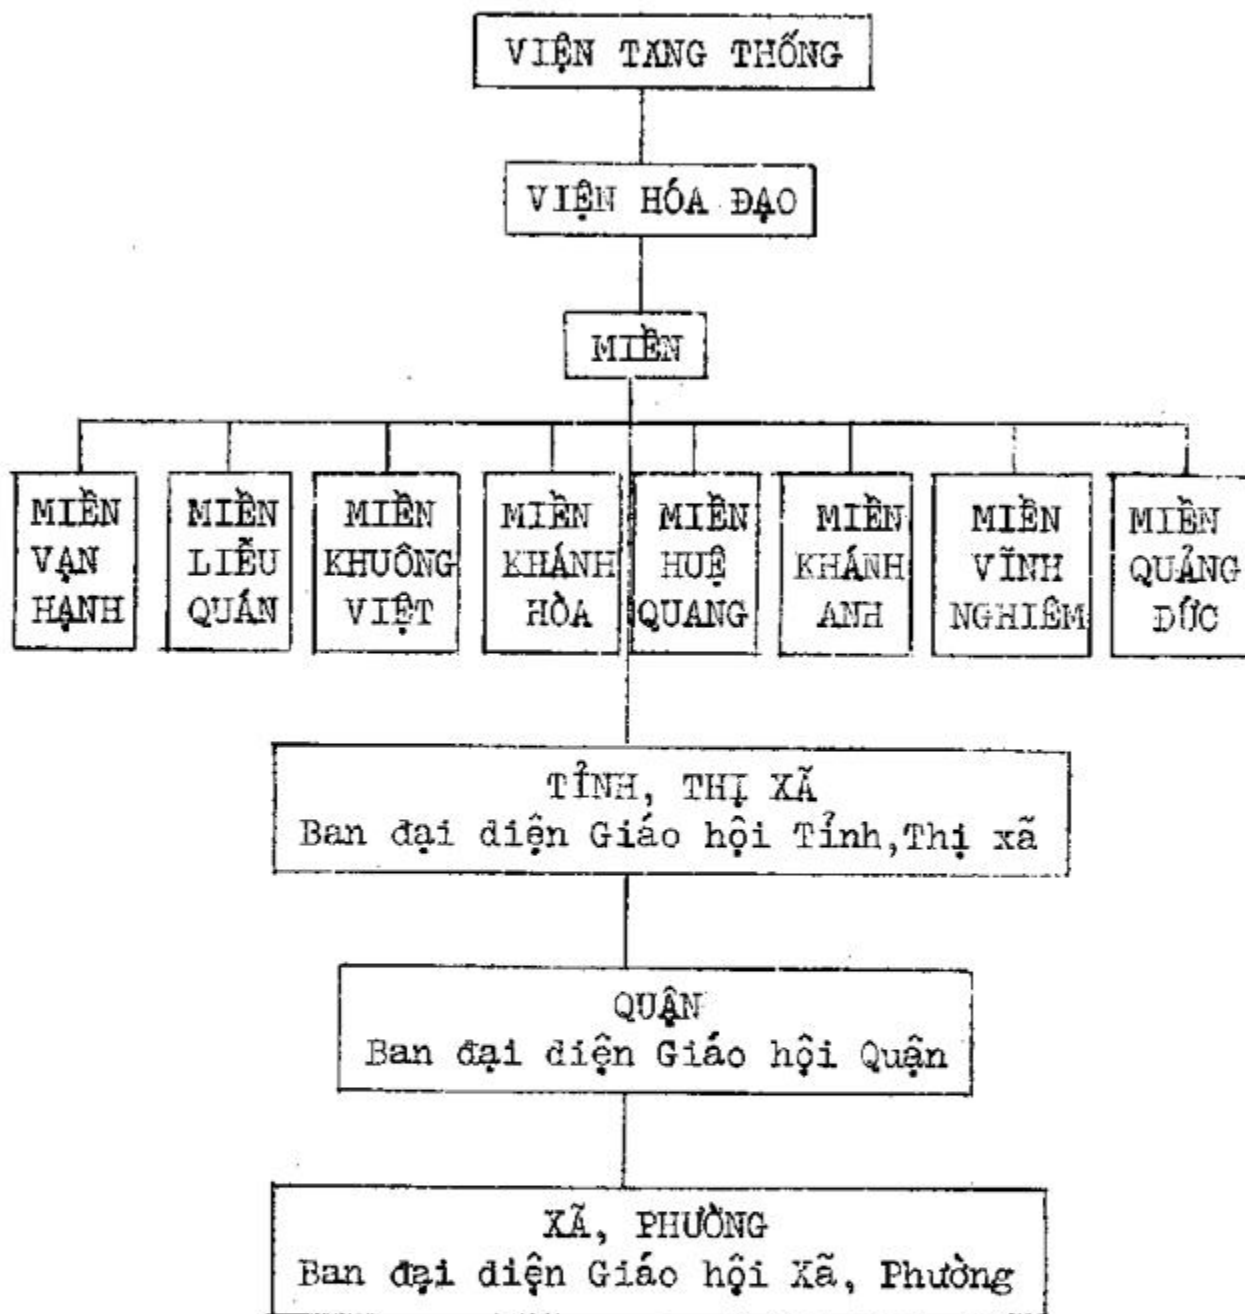 VIỆN TĂNG THỐNG
VIỆN HÓA ĐẠO
MIỀN
MIỀN
VẠN
HẠNH
MIỀN
LIỄU
QUÁN
MIỀN
KHUÔNG
VIỆT
MIỀN
KHÁNH
HÒA
MIỀN
HUỆ
QUANG
MIỀN
KHÁNH
ANH
MIỀN
VĨNH
NGHIÊM
MIỀN
QUẢNG
ĐỨC
TỈNH, THỊ XÃ
Ban đại diện Giáo hội Tỉnh,Thị xã
QUẬN
Ban đại diện Giáo hội Quận
XÃ, PHƯỜNG
Ban đại diện Giáo hội Xã, Phường